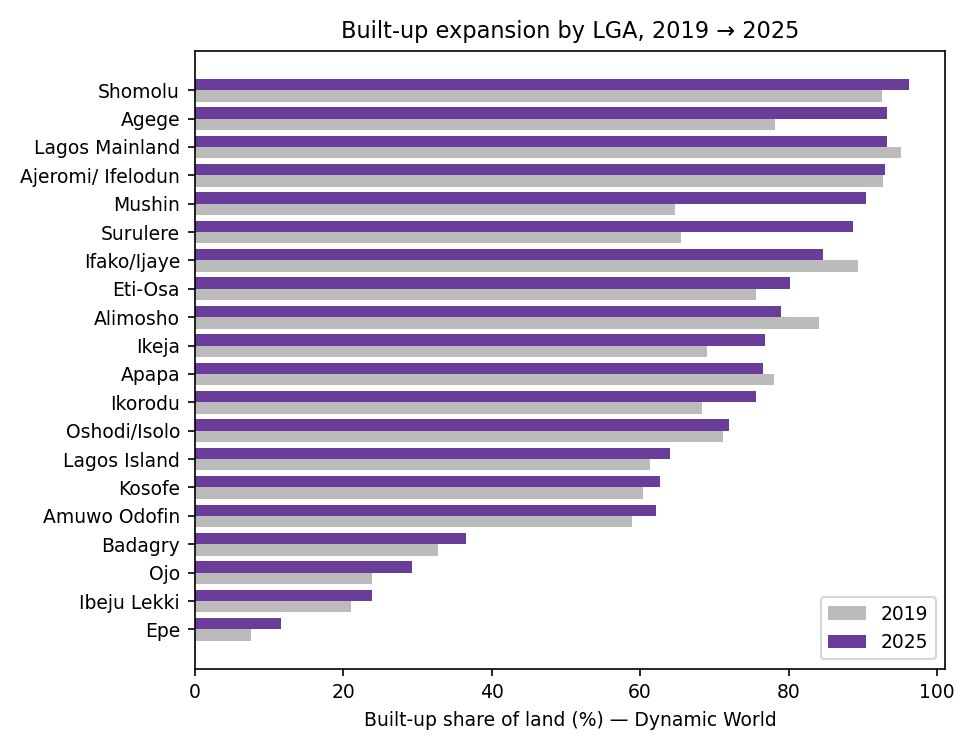 Built-up expansion by LGA, 2019 → 2025
Shomolu
Agege
Lagos Mainland
Ajeromi/ Ifelodun
Mushin
Surulere
Ifako/Ijaye
Eti-Osa
Alimosho
Ikeja
Apapa
Ikorodu
Oshodi/Isolo
Lagos Island
Kosofe
Amuwo Odofin
Badagry
Ojo
Ibeju Lekki
Epe
2019
2025
0 20 40 60 80 100
Built-up share of land (%) — Dynamic World